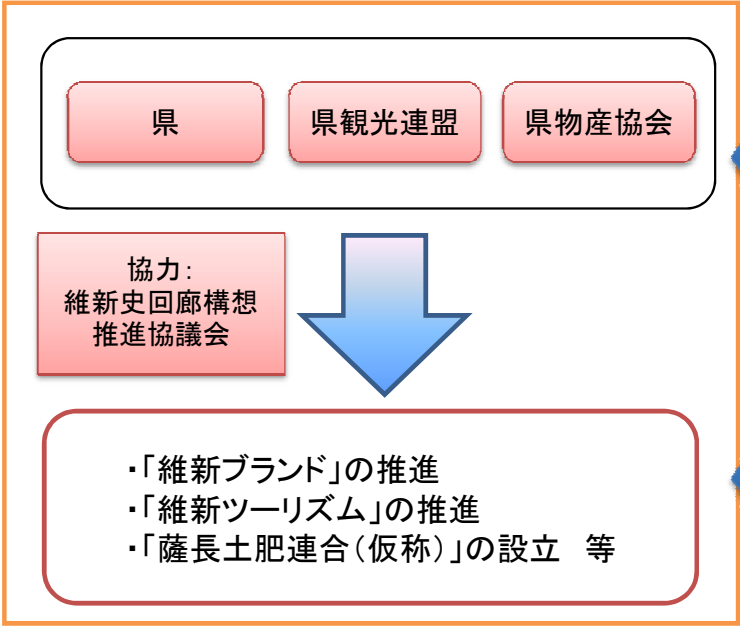 県
県観光連盟
県物産協会
協力：
維新史回廊構想
推進協議会
・「維新ブランド」の推進
・「維新ツーリズム」の推進
・「薩長土肥連合（仮称）」の設立　等